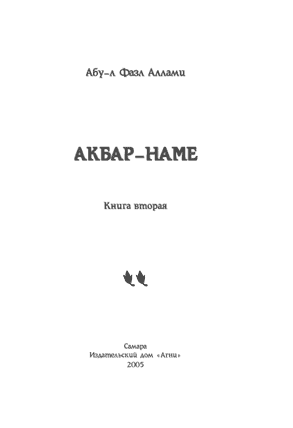 Абу-л Фазл Аллами
АКБАР-НАМЕ
Книга вторая
Самара
Издательский дом «Агни»
2005